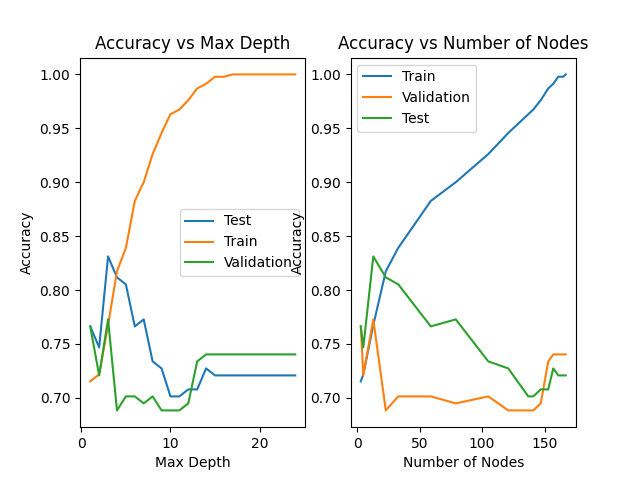 Accuracy vs Max Depth
Accuracy
1.00
0.95
0.90
0.85
0.80
0.75
0.70
Test
Train
Validation
0
10
20
Max Depth
Accuracy vs Number of Nodes
Accuracy
1.00
0.95
0.90
0.85
0.80
0.75
0.70
Train
Validation
Test
0
50
100
150
Number of Nodes